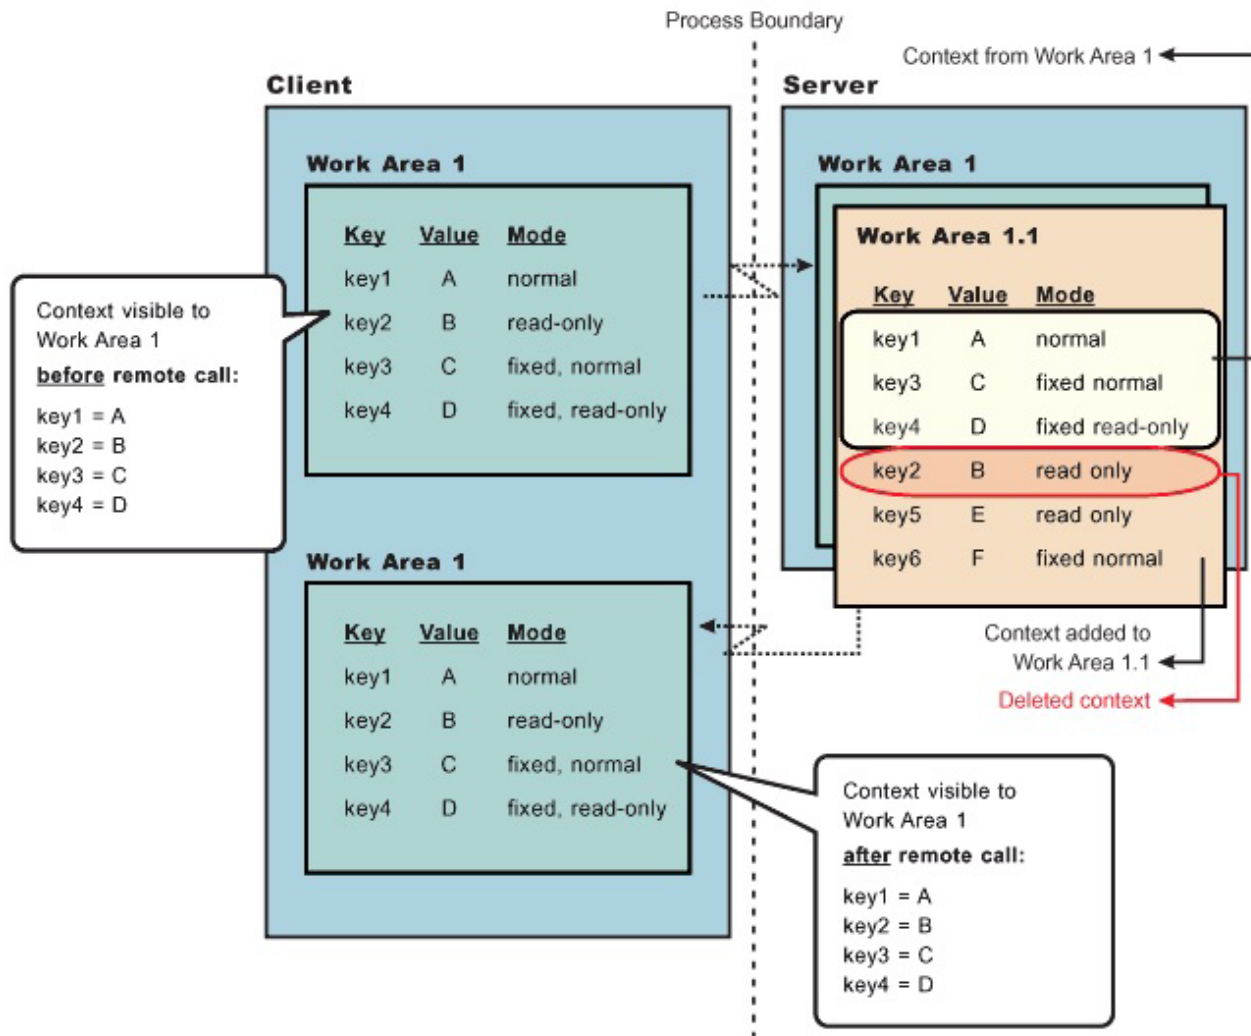 Process Boundary
Context from Work Area 1
Client
Server
Work Area 1
Key Value Mode
key1 A normal
key2 B read-only
key3 C fixed, normal
key4 D fixed, read-only
Context visible to
Work Area 1
before remote call:
key1 = A
key2 = B
key3 = C
key4 = D
Work Area 1
Work Area 1.1
Key Value Mode
key1 A normal
key3 C fixed normal
key4 D fixed read-only
key2 B read only
key5 E read only
key6 F fixed normal
Context added to
Work Area 1.1
Deleted context
Work Area 1
Key Value Mode
key1 A normal
key2 B read-only
key3 C fixed, normal
key4 D fixed, read-only
Context visible to
Work Area 1
after remote call:
key1 = A
key2 = B
key3 = C
key4 = D